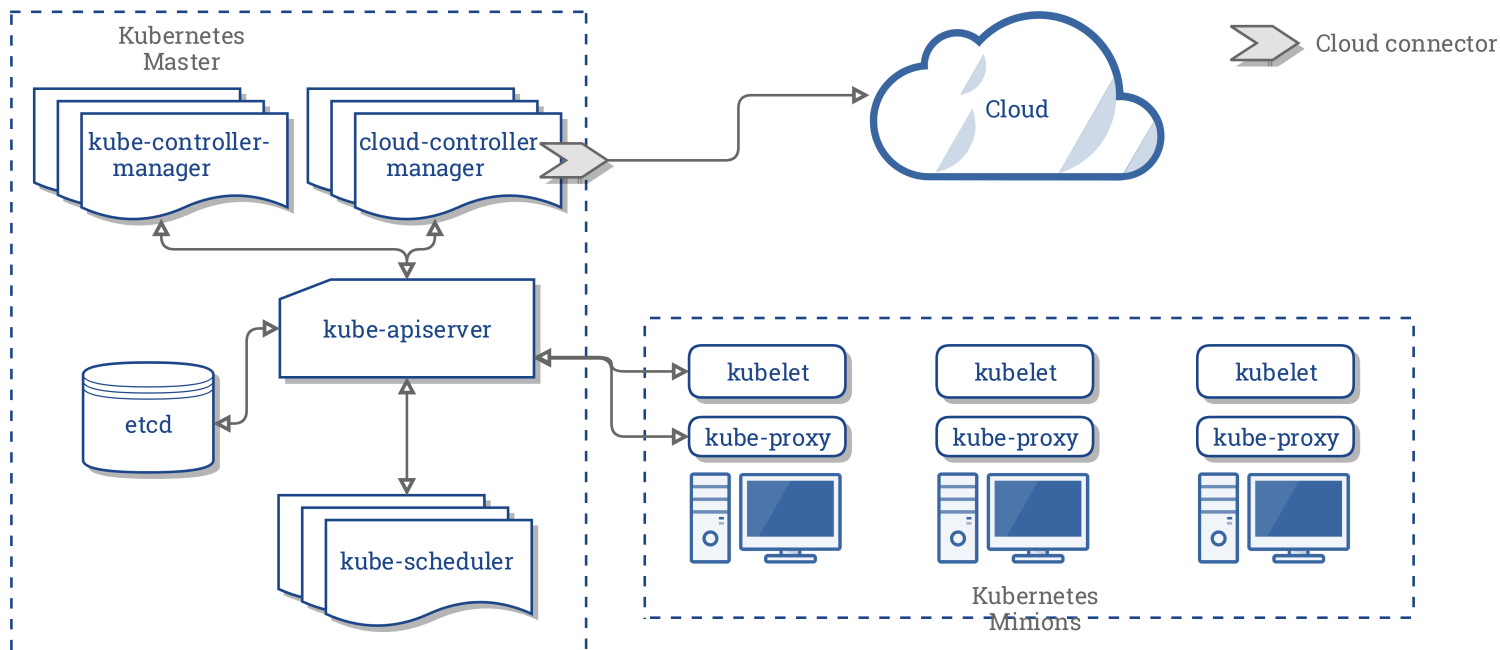 Kubernetes
Master
kube-controller-
manager
cloud-controller
manager
Cloud
Cloud connector
kube-apiserver
etcd
kube-scheduler
kubelet
kubelet
kubelet
kube-proxy
kube-proxy
kube-proxy
Kubernetes
Minions